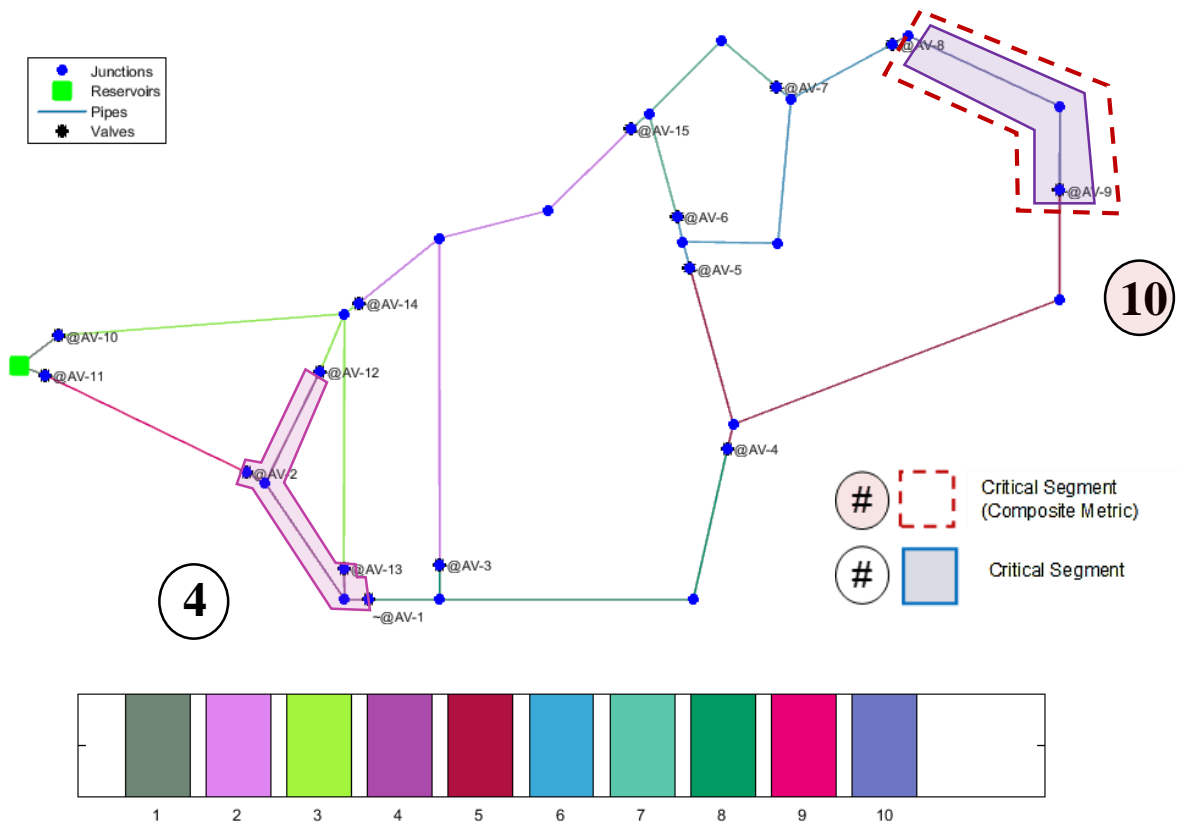 @AV-8
Junctions
Reservoirs
Pipes
Valves
@AV-7
@AV-15
@AV-9
@AV-6
@AV-5
10
@AV-14
@AV-10
@AV-11
@AV-12
@AV-4
@AV-2
# Critical Segment
(Composite Metric)
@AV-13
@AV-3
# Critical Segment
4
~@AV-1
1 2 3 4 5 6 7 8 9 10